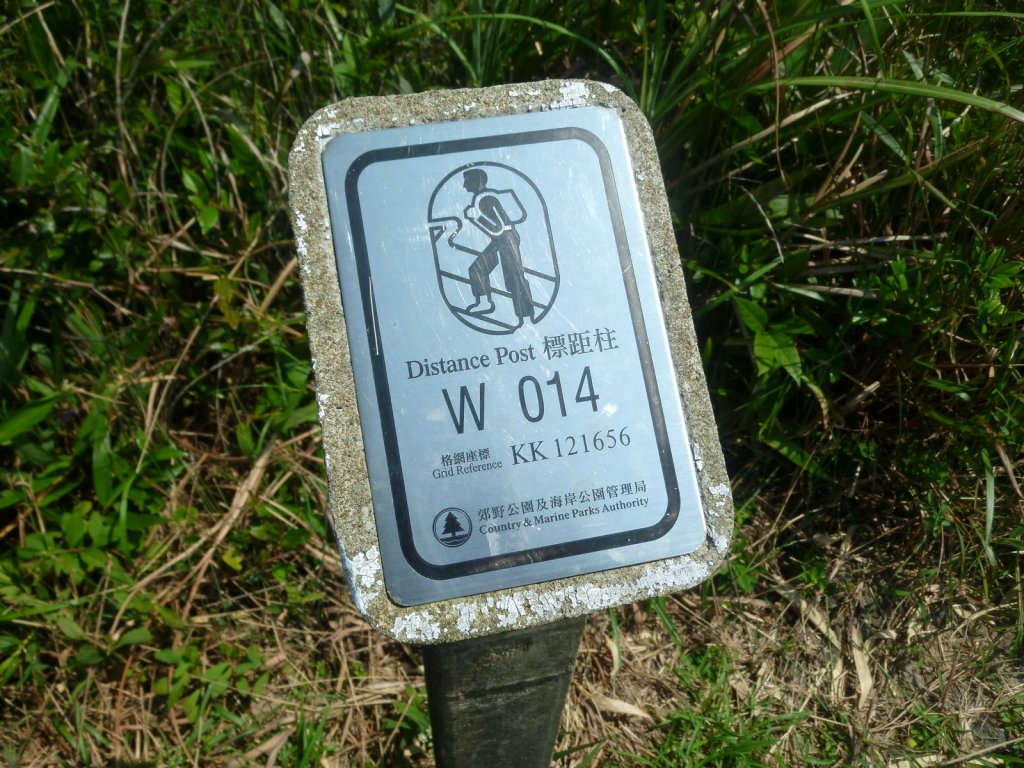 Distance Post 標距柱
W 014
格網座標
Grid Reference KK 121656
郊野公園及海岸公園管理局
Country & Marine Parks Authority